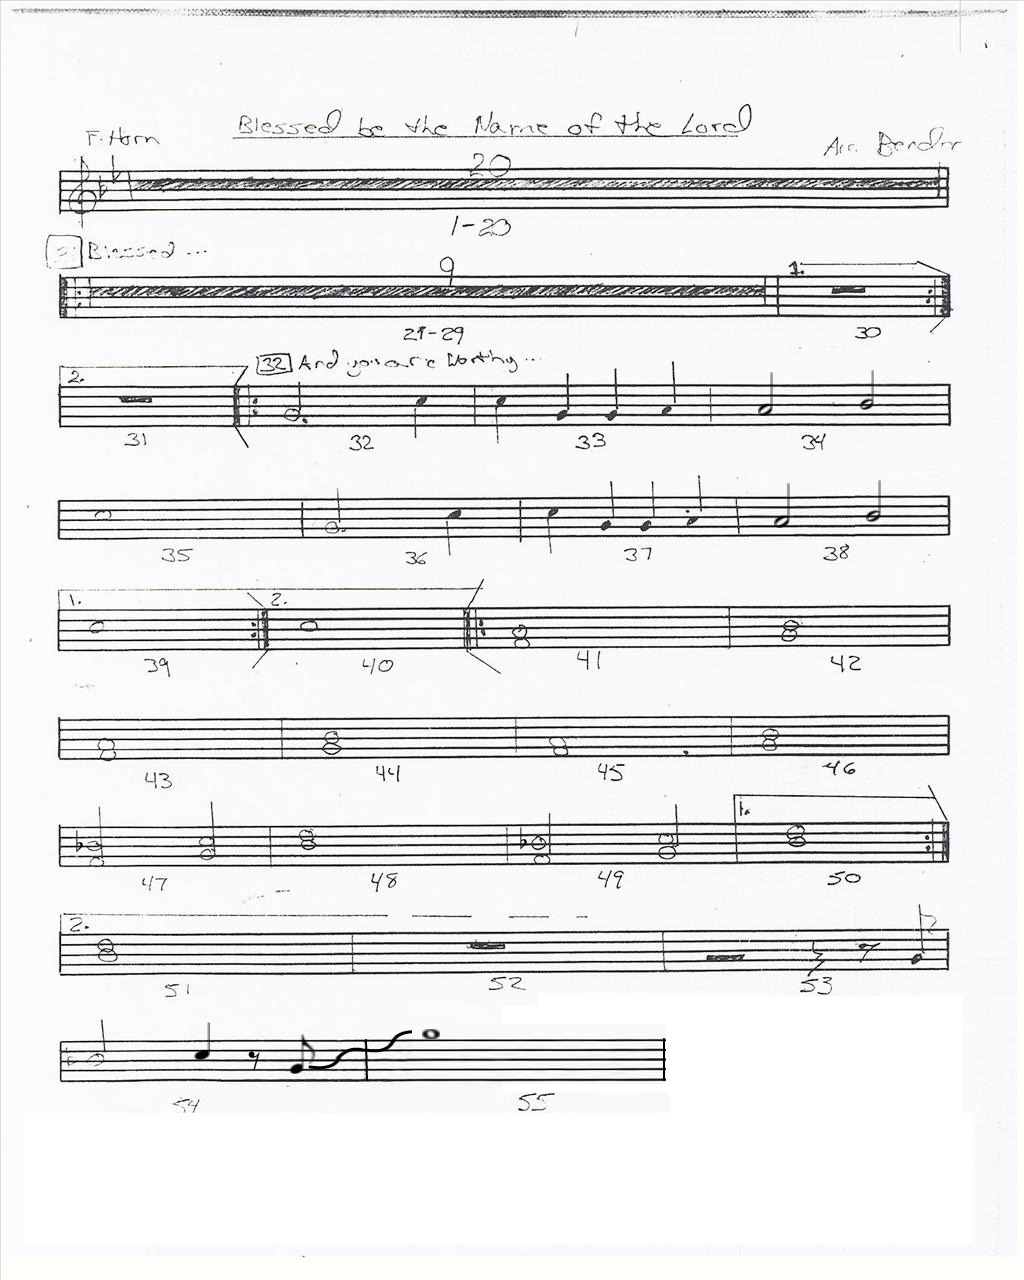 Blessed be the Name of the Lord
F. Horn
Arr. Bender
20
1-20
Blessed ...
9
1.
21-29
30
2.
32 And you are Worthy ...
31 32 33 34
35 36 37 38
1. 2.
39 40 41 42
43 44 45 46
1.
47 48 49 50
2.
51 52 53
54 55